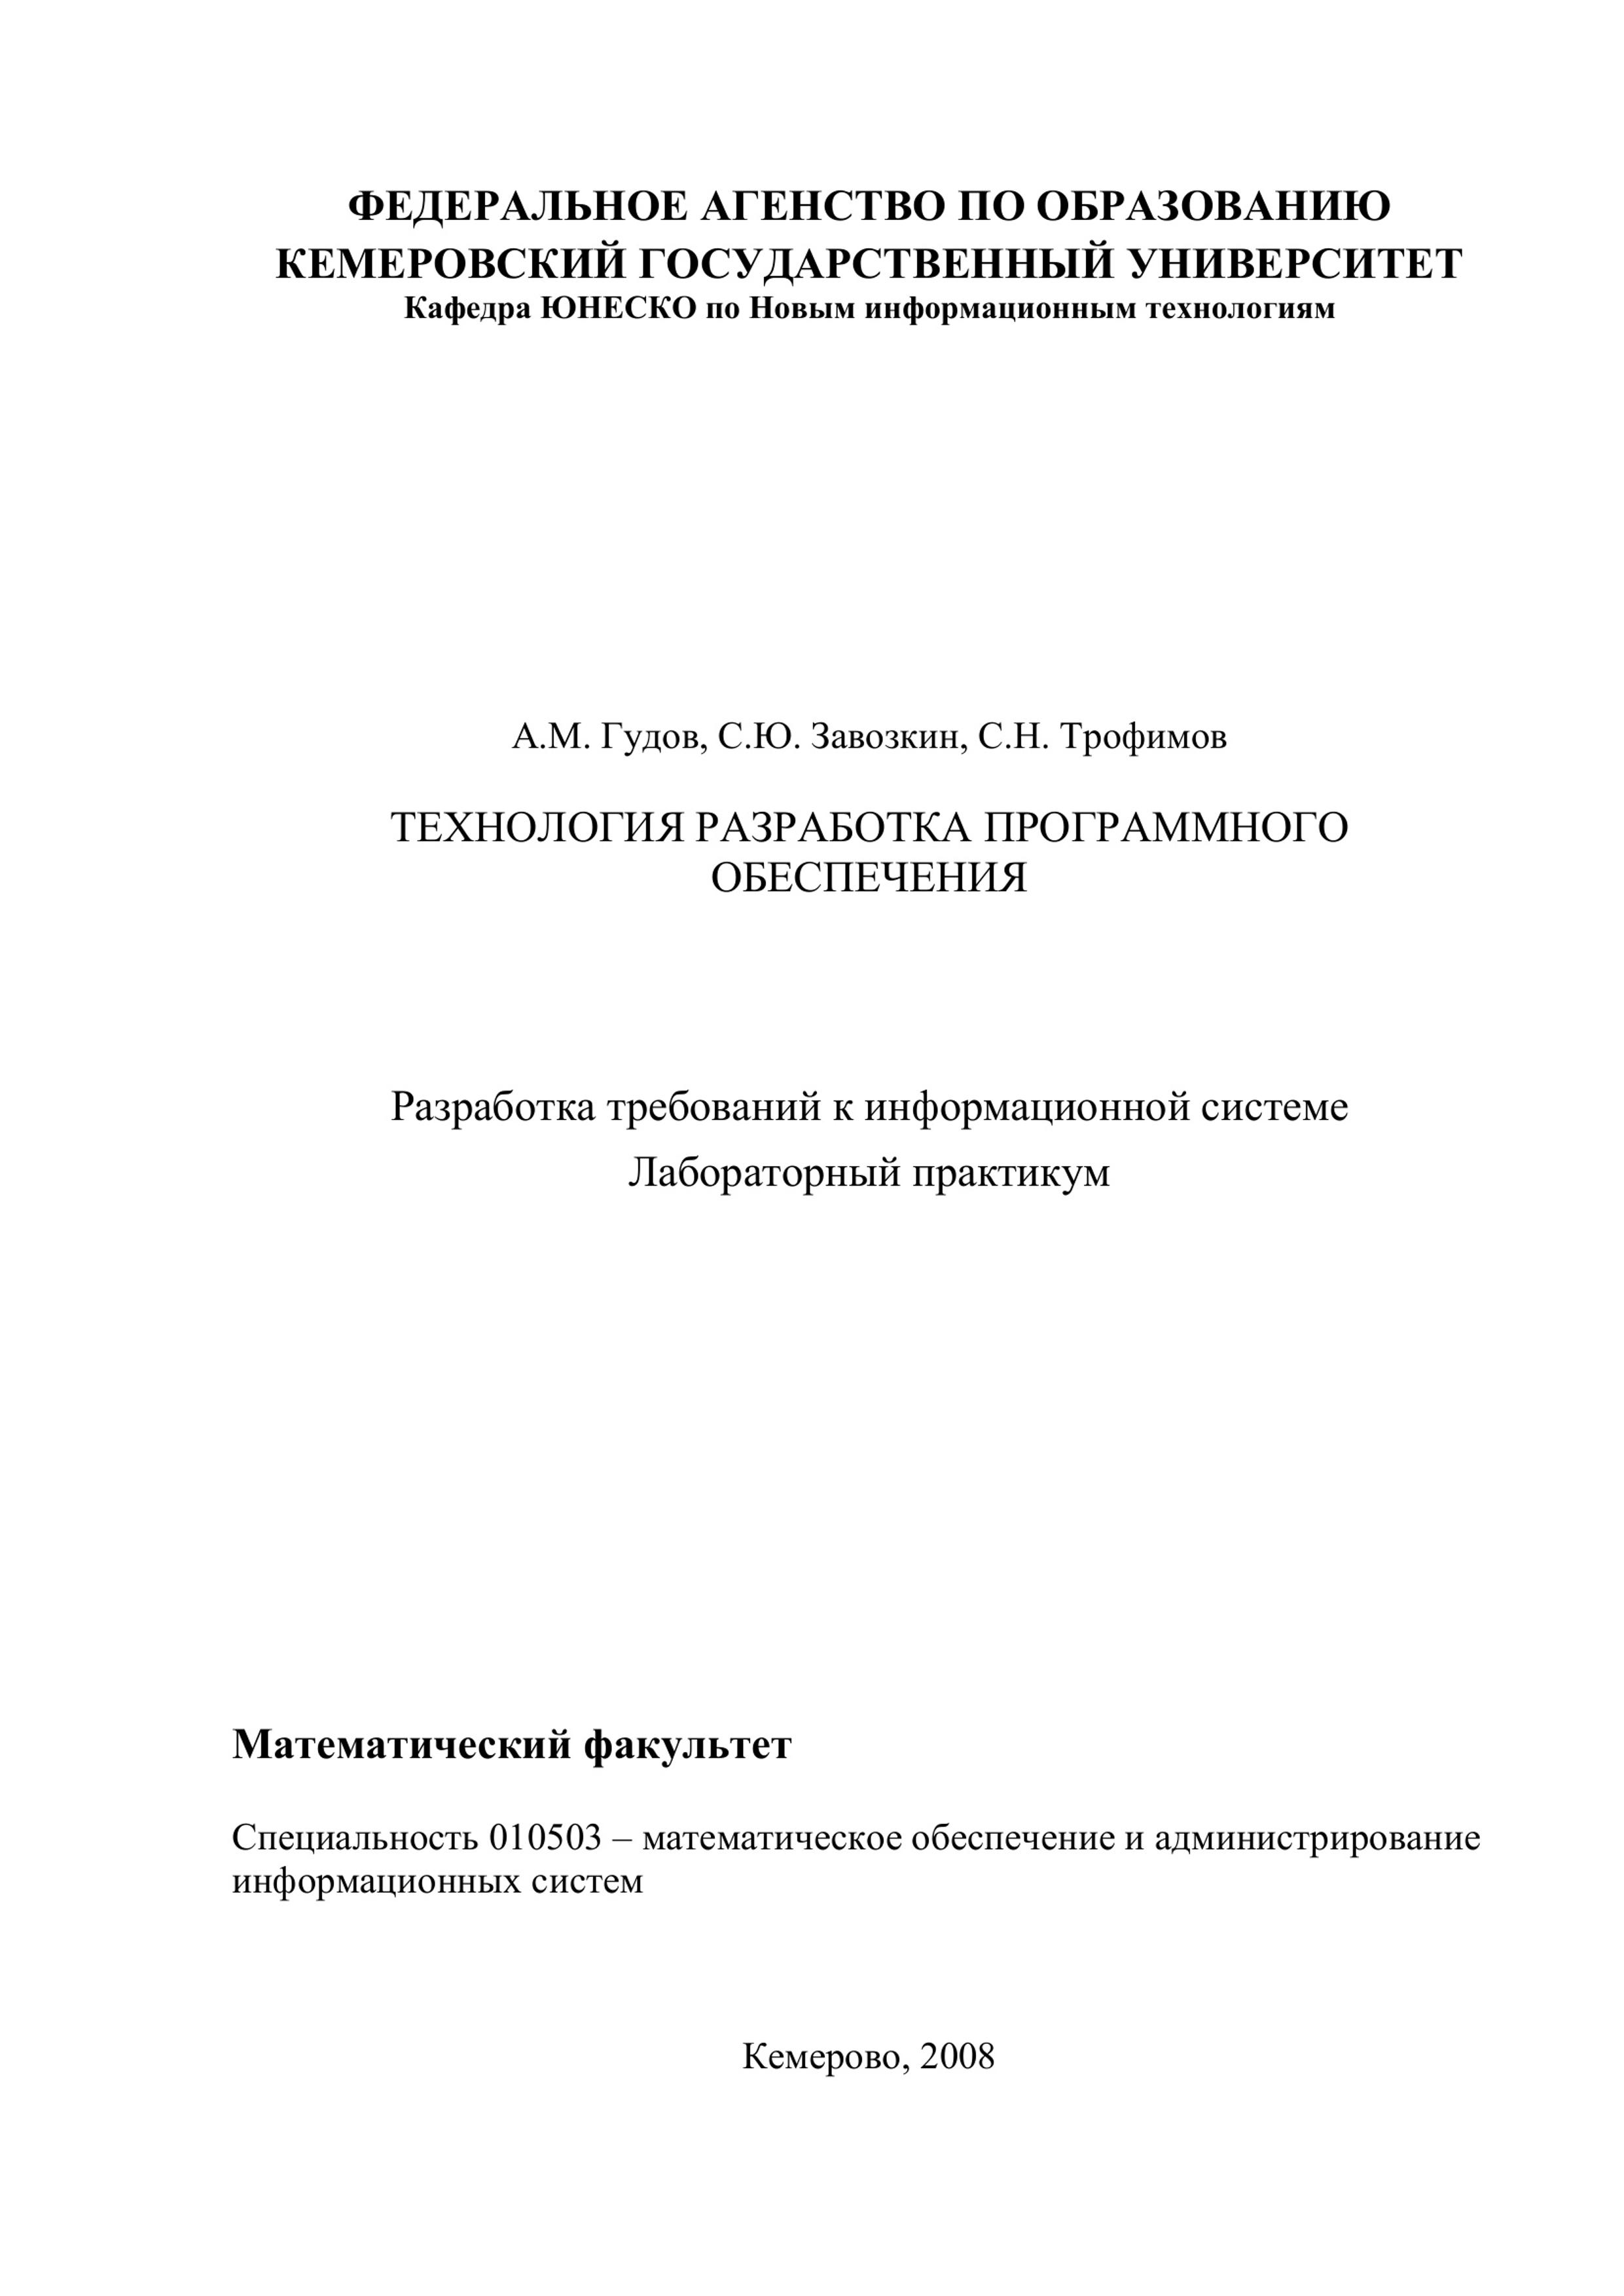 ФЕДЕРАЛЬНОЕ АГЕНСТВО ПО ОБРАЗОВАНИЮ
КЕМЕРОВСКИЙ ГОСУДАРСТВЕННЫЙ УНИВЕРСИТЕТ
Кафедра ЮНЕСКО по Новым информационным технологиям
А.М. Гудов, С.Ю. Завозкин, С.Н. Трофимов
ТЕХНОЛОГИЯ РАЗРАБОТКА ПРОГРАММНОГО
ОБЕСПЕЧЕНИЯ
Разработка требований к информационной системе
Лабораторный практикум
Математический факультет
Специальность 010503 – математическое обеспечение и администрирование
информационных систем
Кемерово, 2008